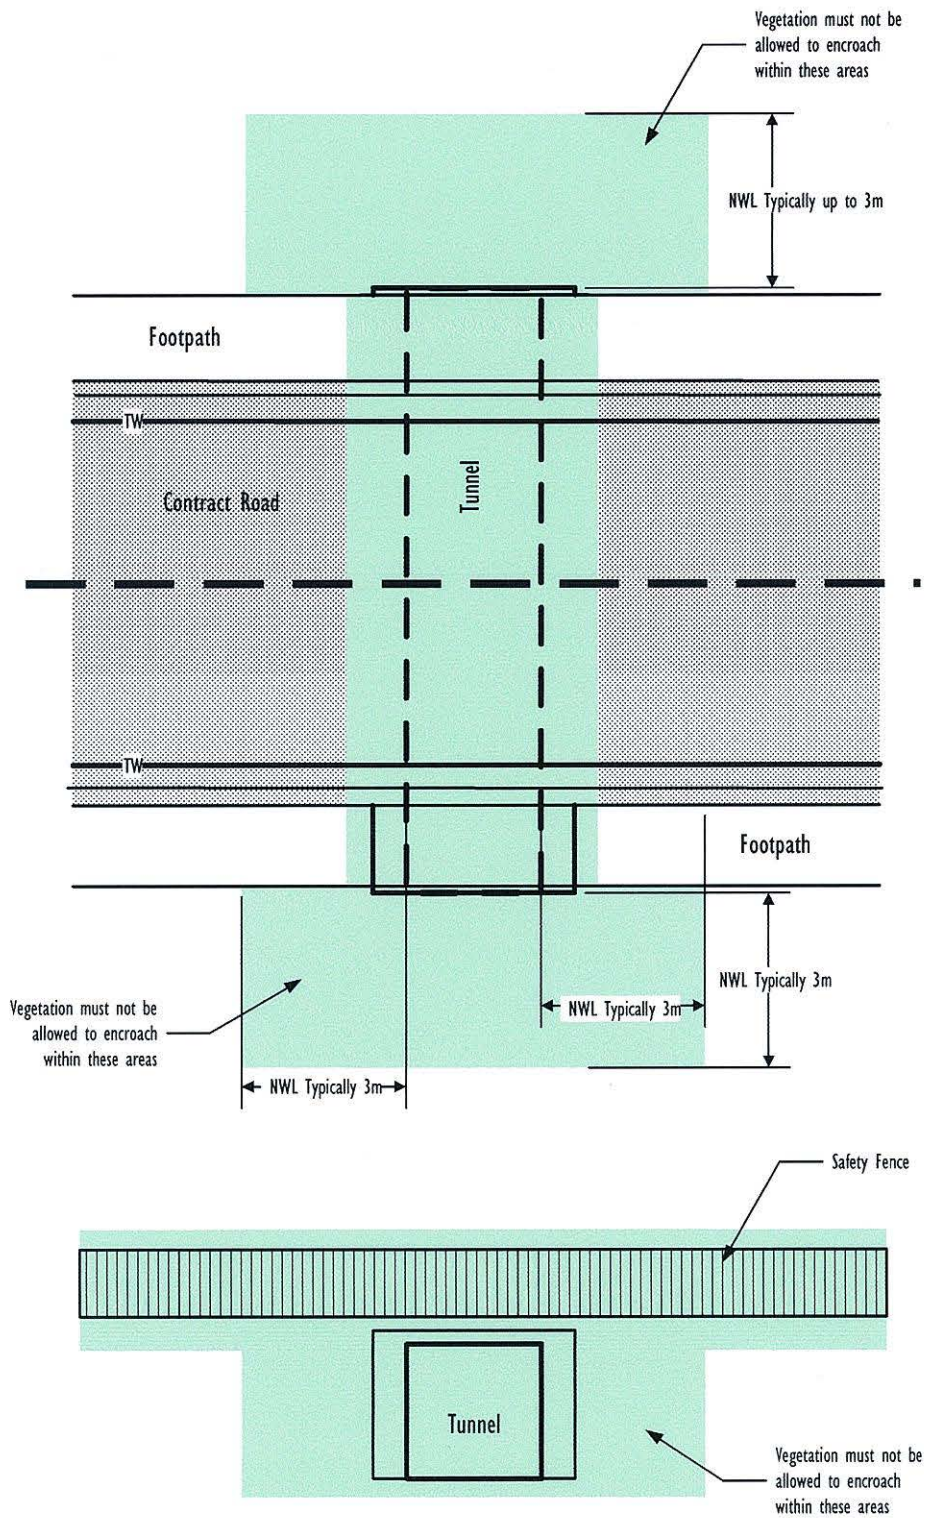 Vegetation must not be
allowed to encroach
within these areas
NWL Typically up to 3m
Footpath
TW
Contract Road
Tunnel
TW
Footpath
NWL Typically 3m
NWL Typically 3m
Vegetation must not be
allowed to encroach
within these areas
NWL Typically 3m
Safety Fence
Tunnel
Vegetation must not be
allowed to encroach
within these areas